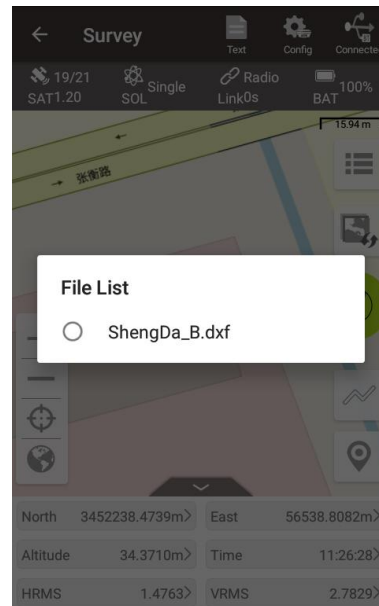 Survey
Text
Config
Connected
19/21
SAT1.20
Single
SOL
Radio
Link0s
100%
BAT
15.94 m
张衡路
File List
ShengDa_B.dxf
North 3452238.4739m
East 56538.8082m
Altitude 34.3710m
Time 11:26:28
HRMS 1.4763
VRMS 2.7829